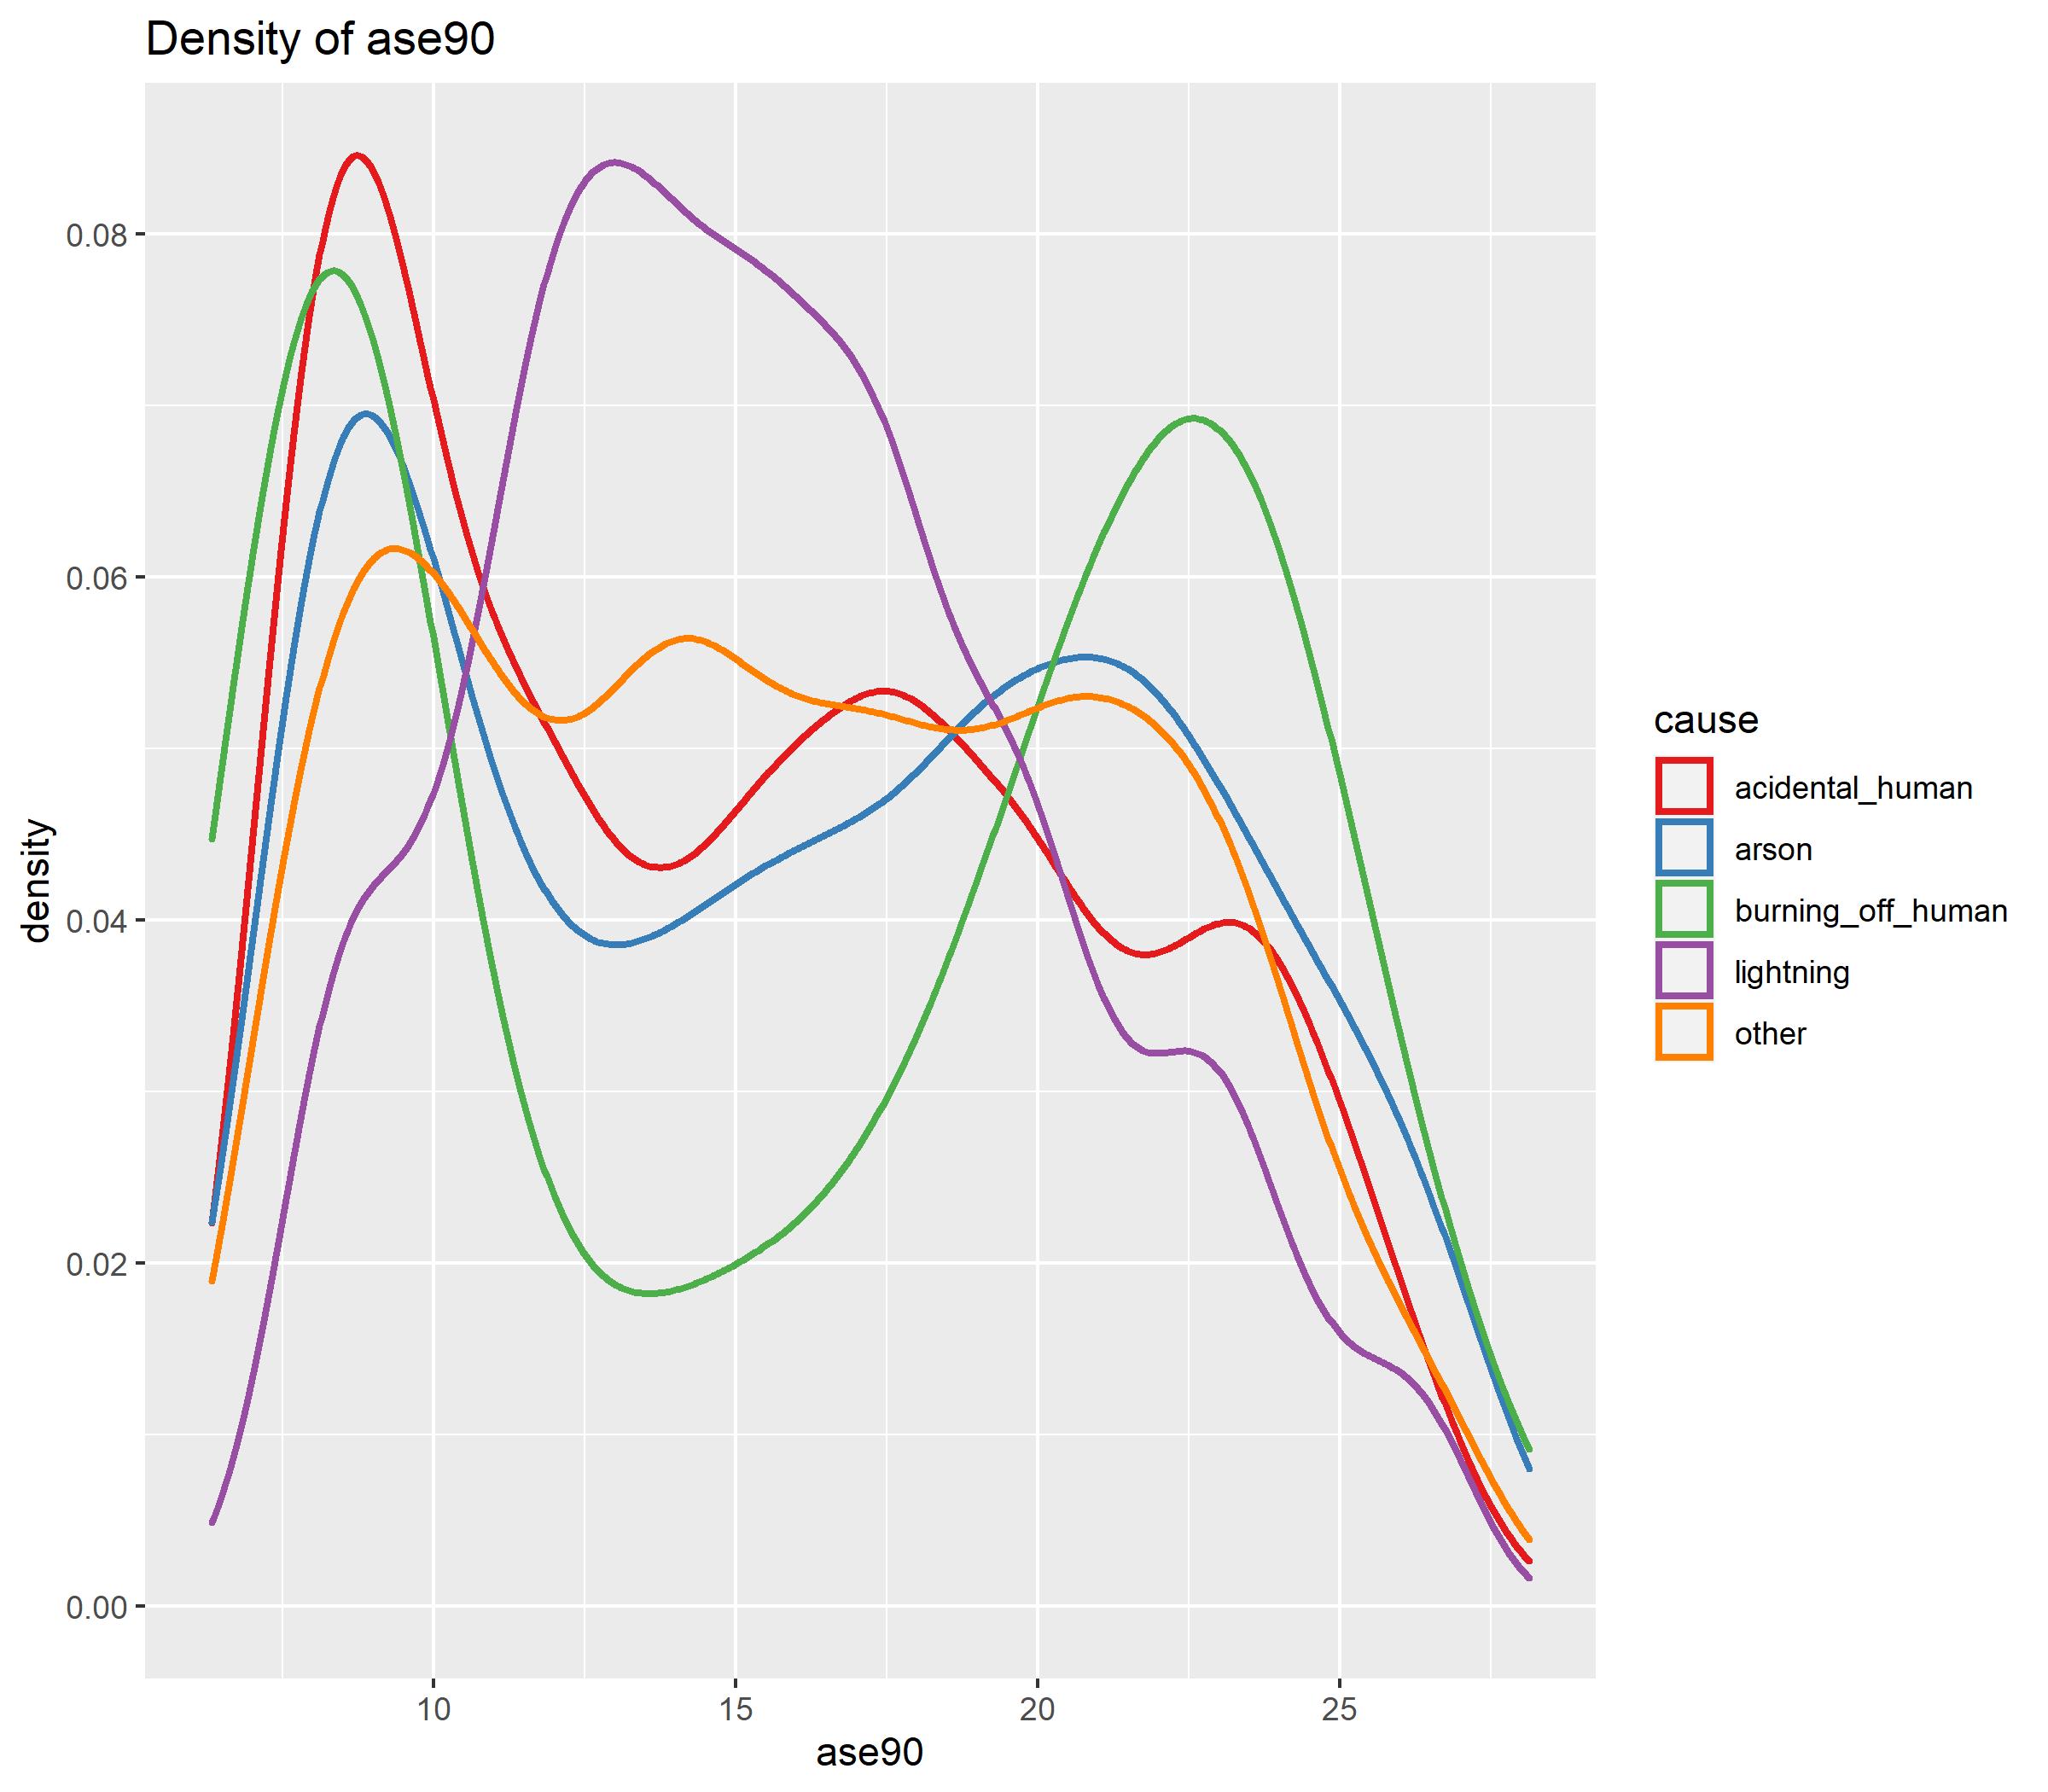 Density of ase90
density
0.08
0.06
0.04
0.02
0.00
10 15 20 25
ase90
cause
acidental_human
arson
burning_off_human
lightning
other